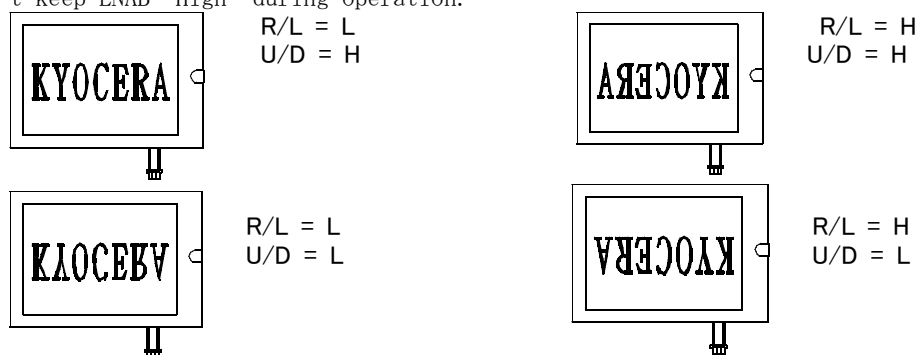 t keep ENAB "High" during operation.
KYOCERA
R/L = L
U/D = H
KYOCERA
R/L = H
U/D = H
KYOCERA
R/L = L
U/D = L
KYOCERA
R/L = H
U/D = L